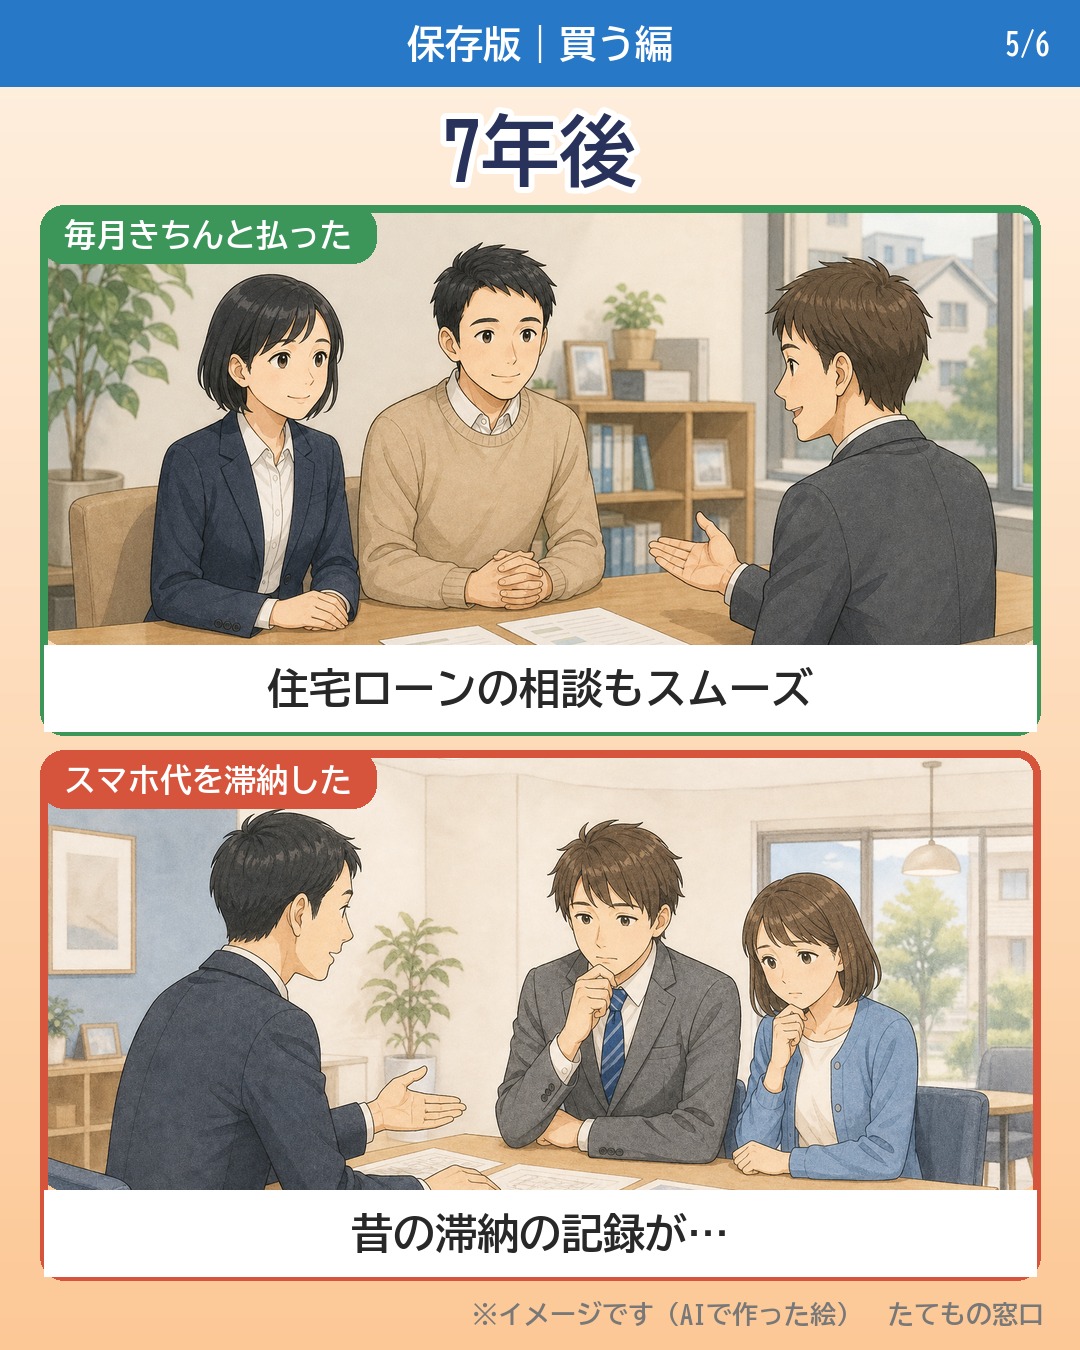 保存版｜買う編
5/6
7年後
毎月きちんと払った
住宅ローンの相談もスムーズ
スマホ代を滞納した
昔の滞納の記録が…
※イメージです（AIで作った絵）　たてもの窓口